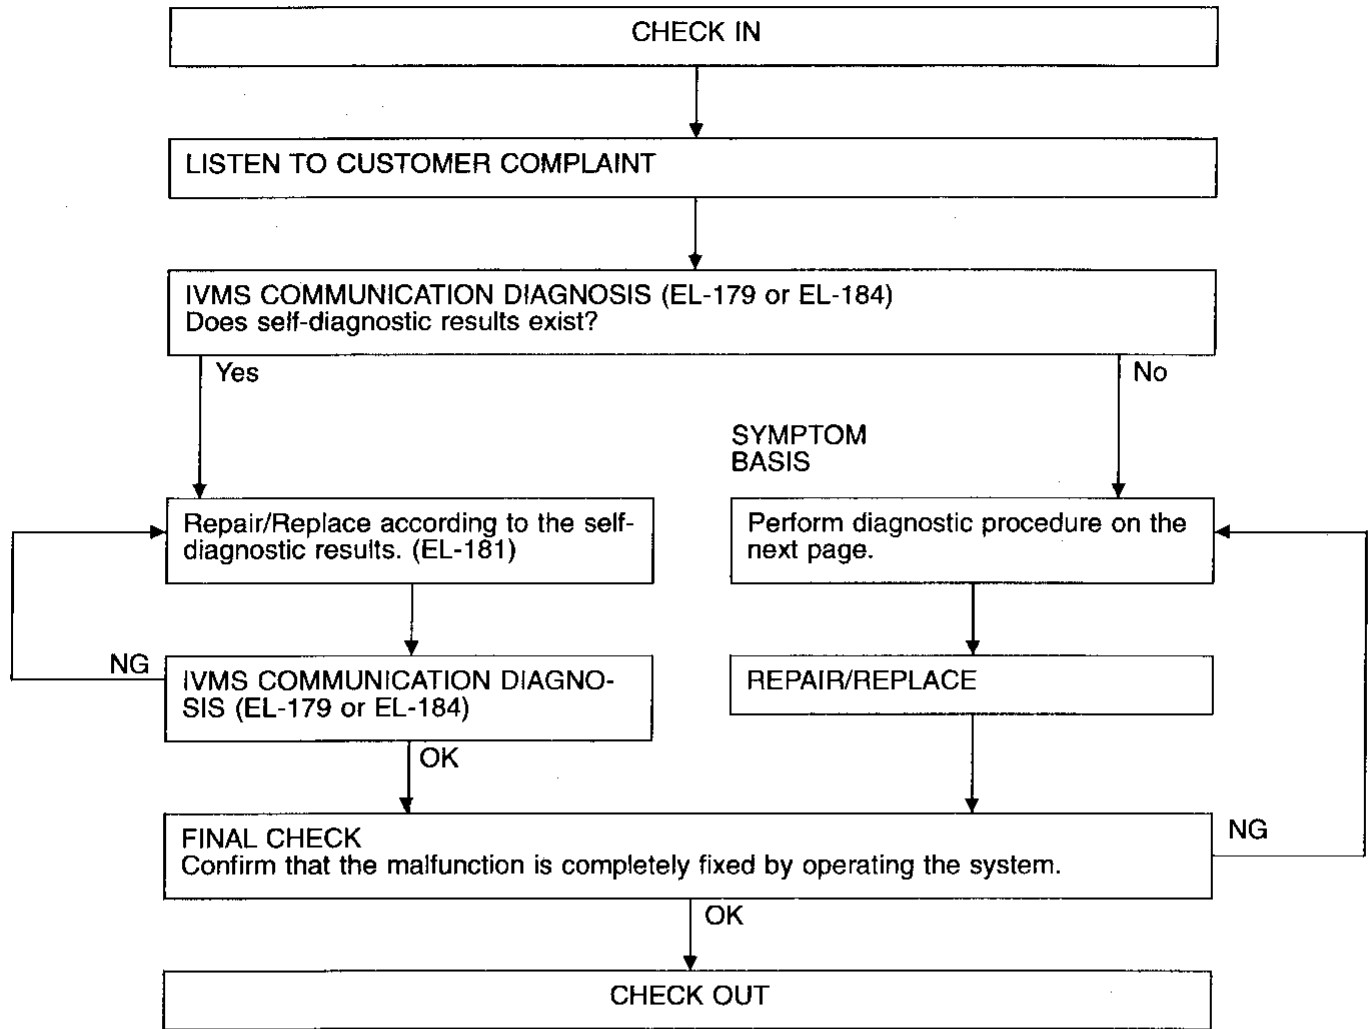 CHECK IN
LISTEN TO CUSTOMER COMPLAINT
IVMS COMMUNICATION DIAGNOSIS (EL-179 or EL-184)
Does self-diagnostic results exist?
Yes
No
SYMPTOM
BASIS
Repair/Replace according to the self-
diagnostic results. (EL-181)
Perform diagnostic procedure on the
next page.
NG
IVMS COMMUNICATION DIAGNO-
SIS (EL-179 or EL-184)
REPAIR/REPLACE
OK
FINAL CHECK
Confirm that the malfunction is completely fixed by operating the system.
NG
OK
CHECK OUT